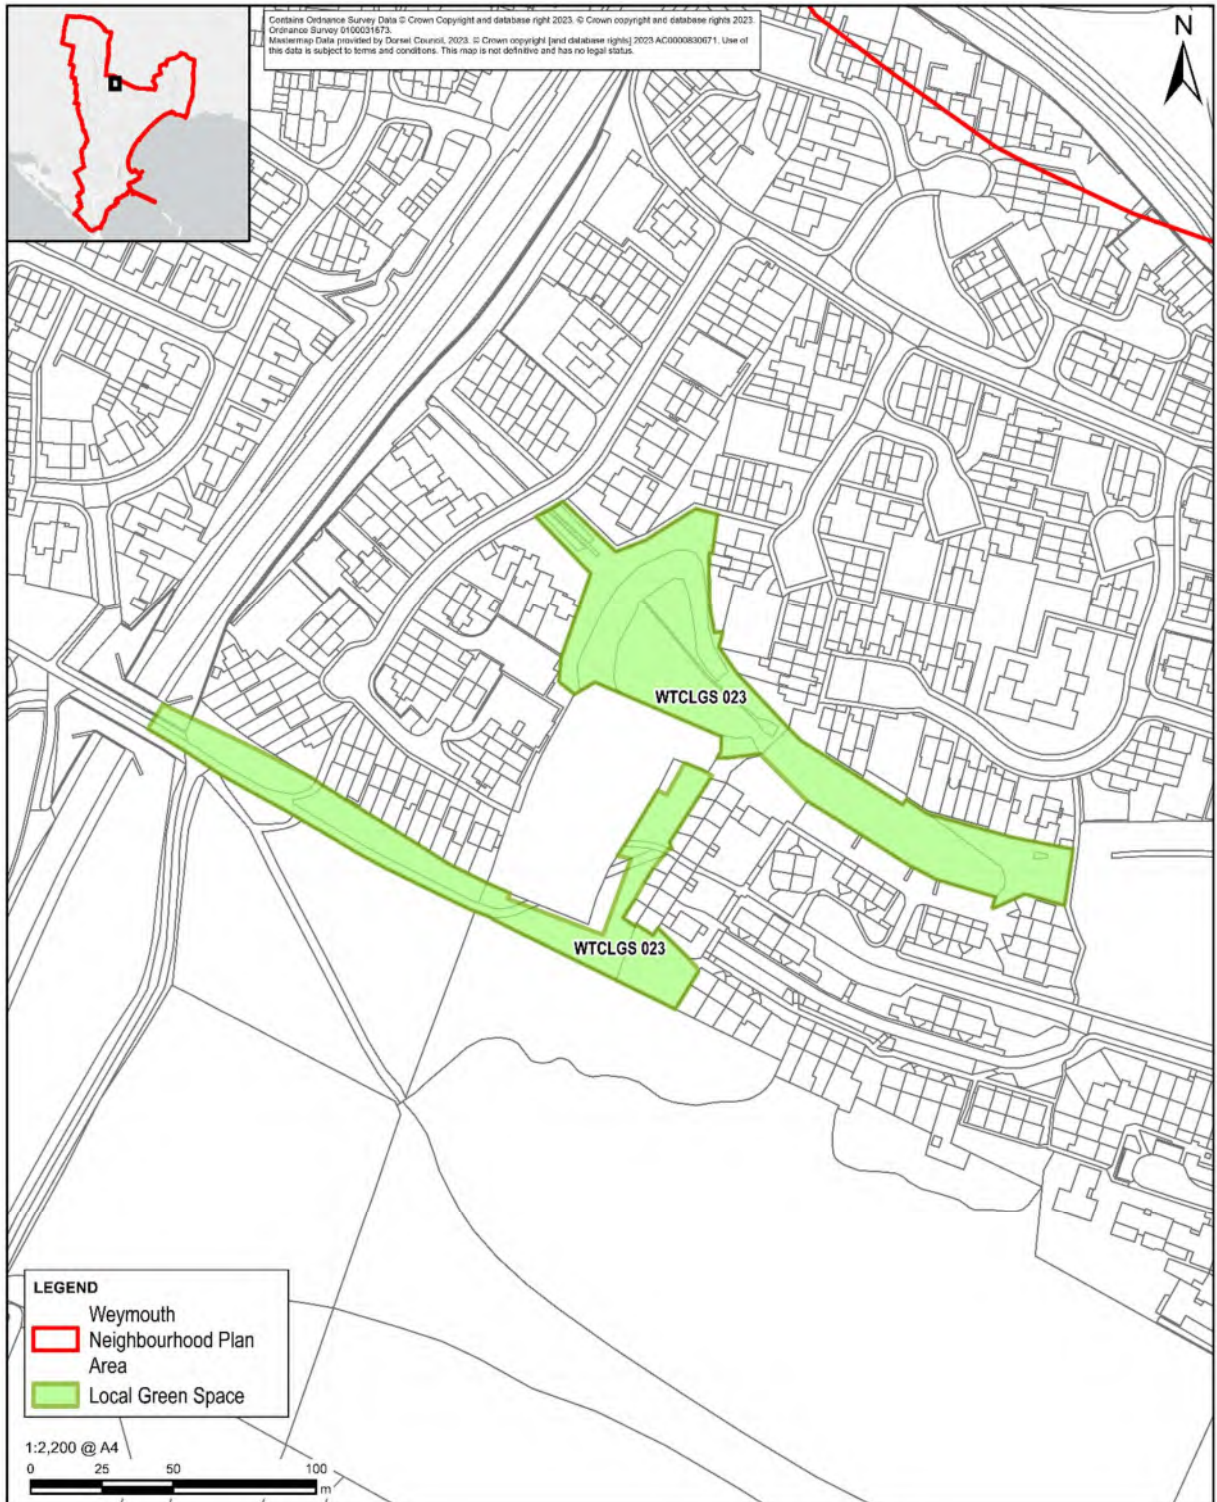 Contains Ordnance Survey Data © Crown Copyright and database right 2023. © Crown copyright and database rights 2023.
Ordnance Survey 0100031673.
Mastermap Data provided by Dorset Council, 2023. © Crown copyright [and database rights] 2023 AC0000830671. Use of
this data is subject to terms and conditions. This map is not definitive and has no legal status.
N
WTCLGS 023
WTCLGS 023
LEGEND
Weymouth
Neighbourhood Plan
Area
Local Green Space
1:2,200 @ A4
0 25 50 100
m